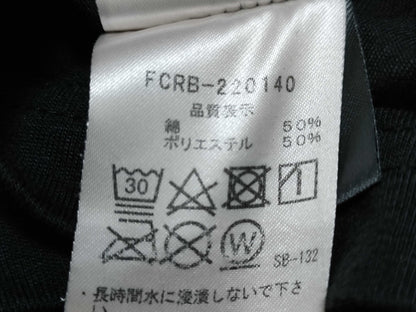 FCRB-220140
品質表示
綿 50%
ポリエステル 50%
30
W
SB-132
・長時間水に浸漬しないで下さ
い